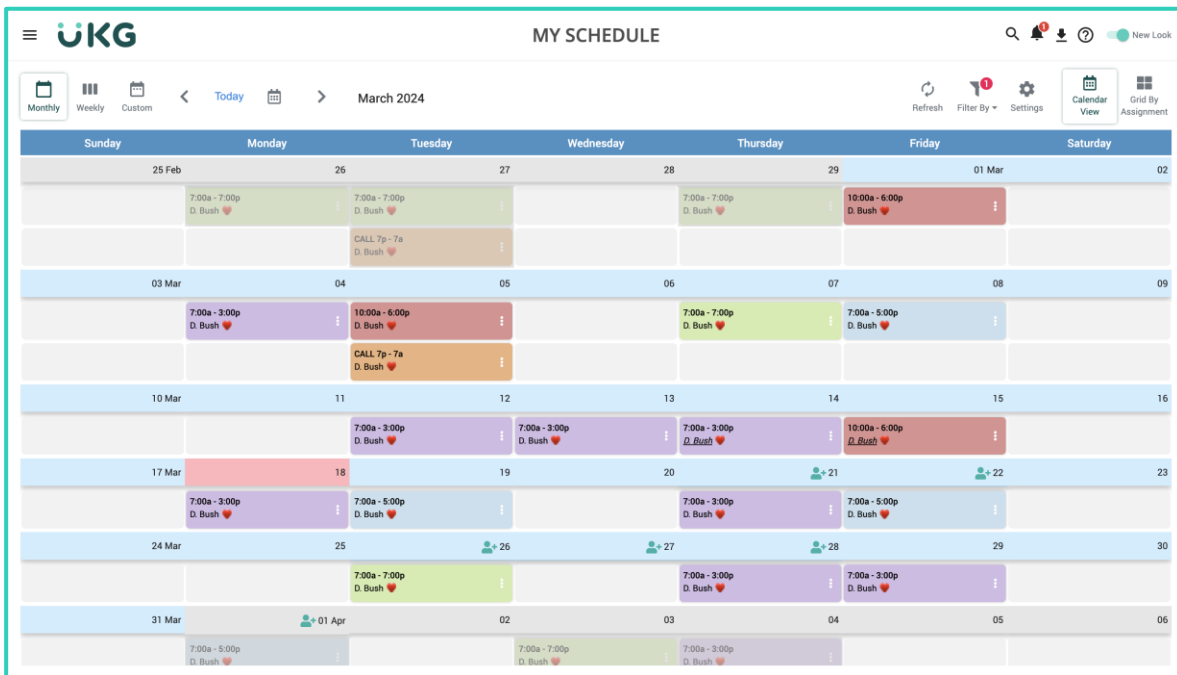 UKG
MY SCHEDULE
1
New Look
Monthly
Weekly
Custom
Today
March 2024
Refresh
1
Filter By
Settings
Calendar View
Grid By Assignment
Sunday Monday Tuesday Wednesday Thursday Friday Saturday
25 Feb 26 27 28 29 01 Mar 02
7:00a - 7:00p 7:00a - 7:00p 7:00a - 7:00p 10:00a - 6:00p
D. Bush D. Bush D. Bush D. Bush
CALL 7p - 7a
D. Bush
03 Mar 04 05 06 07 08 09
7:00a - 3:00p 10:00a - 6:00p 7:00a - 7:00p 7:00a - 5:00p
D. Bush D. Bush D. Bush D. Bush
CALL 7p - 7a
D. Bush
10 Mar 11 12 13 14 15 16
7:00a - 3:00p 7:00a - 3:00p 7:00a - 3:00p 10:00a - 6:00p
D. Bush D. Bush D. Bush D. Bush
17 Mar 18 19 20 21 22 23
7:00a - 3:00p 7:00a - 5:00p 7:00a - 3:00p 7:00a - 5:00p
D. Bush D. Bush D. Bush D. Bush
24 Mar 25 26 27 28 29 30
7:00a - 7:00p 7:00a - 3:00p 7:00a - 3:00p
D. Bush D. Bush D. Bush
31 Mar 01 Apr 02 03 04 05 06
7:00a - 5:00p 7:00a - 7:00p 7:00a - 3:00p
D. Bush D. Bush D. Bush